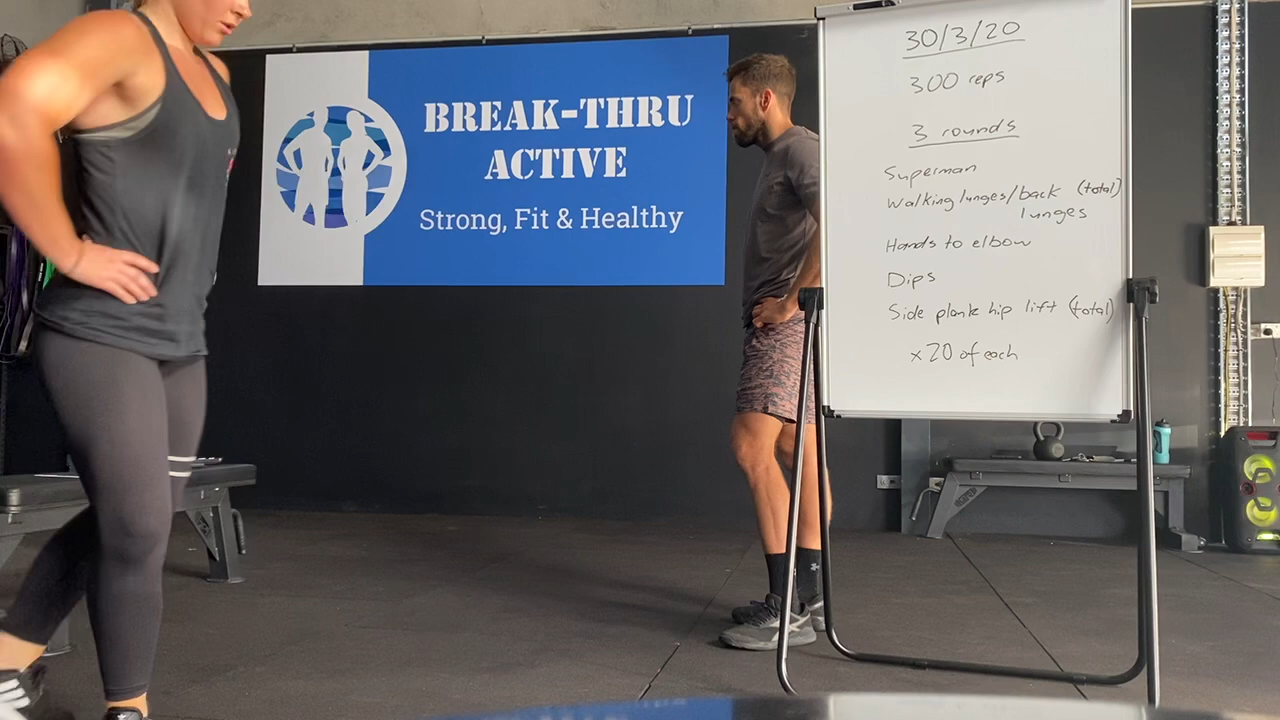 BREAK-THRU
ACTIVE
Strong, Fit & Healthy
30/3/20
300 reps
3 rounds
Superman
Walking lunges/back (total)
lunges
Hands to elbow
Dips
Side plank hip lift (total)
x20 of each